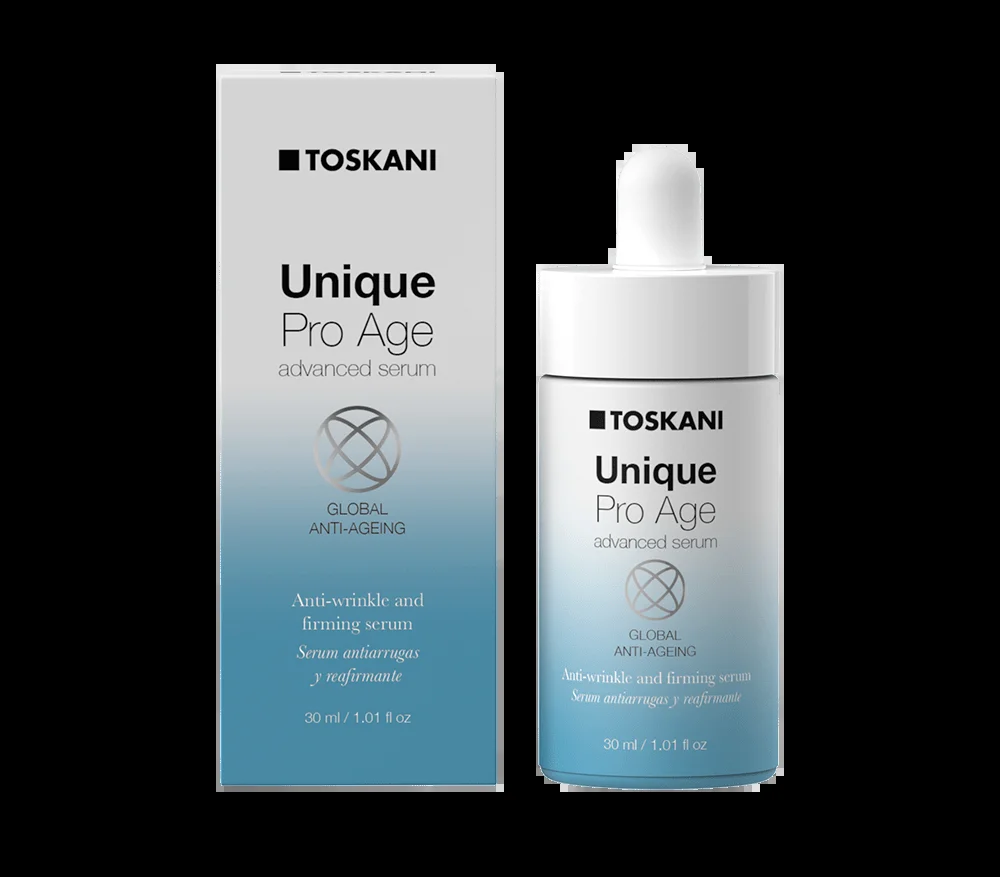 TOSKANI
Unique
Pro Age
advanced serum
GLOBAL
ANTI-AGEING
Anti-wrinkle and
firming serum
Serum antiarrugas
y reafirmante
30 ml / 1.01 fl oz
TOSKANI
Unique
Pro Age
advanced serum
GLOBAL
ANTI-AGEING
Anti-wrinkle and firming serum
Serum antiarrugas y reafirmante
30 ml / 1.01 fl oz